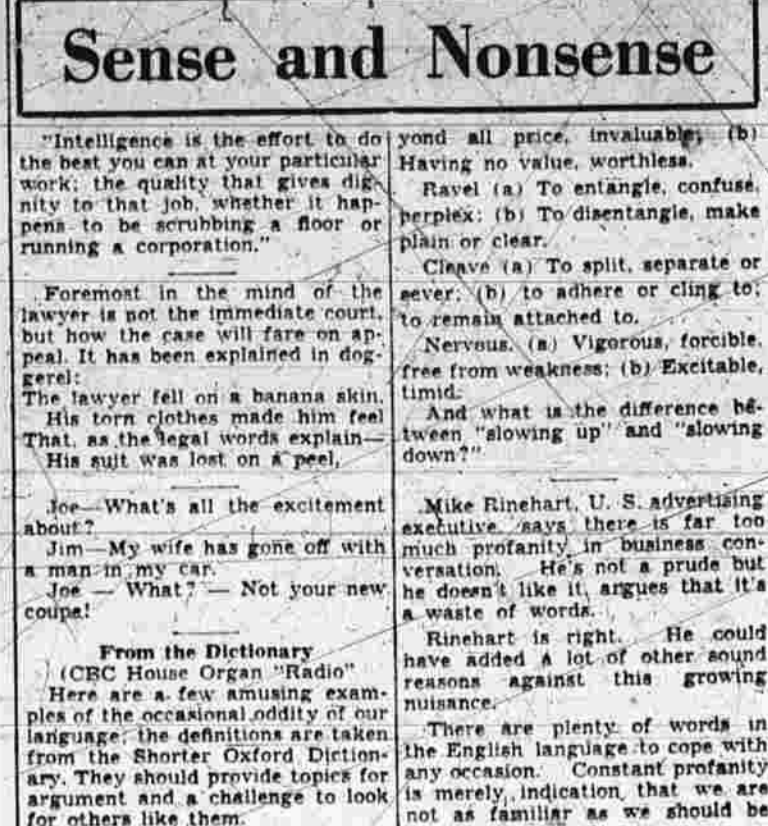 Sense and Nonsense
"Intelligence is the effort to do
the best you can at your particular
work; the quality that gives dig-
nity to that job, whether it hap-
pens to be scrubbing a floor or
running a corporation."
Foremost in the mind of the
lawyer is not the immediate court,
but how the case will fare on ap-
peal. It has been explained in dog-
gerel:
The lawyer fell on a banana skin.
His torn clothes made him feel
That, as the legal words explain—
His suit was lost on a peel.
Joe—What's all the excitement
about?
Jim—My wife has gone off with
a man in my car.
Joe — What? — Not your new
coupe!
From the Dictionary
(CBC House Organ "Radio"
Here are a few amusing exam-
ples of the occasional oddity of our
language; the definitions are taken
from the Shorter Oxford Diction-
ary. They should provide topics for
argument and a challenge to look
for others like them.
yond all price, invaluable; (b)
Having no value, worthless.
Ravel (a) To entangle, confuse,
perplex; (b) To disentangle, make
plain or clear.
Cleave (a) To split, separate or
sever; (b) to adhere or cling to;
to remain attached to.
Nervous. (a) Vigorous, forcible,
free from weakness; (b) Excitable,
timid.
And what is the difference be-
tween "slowing up" and "slowing
down?"
Mike Rinehart, U. S. advertising
executive, says there is far too
much profanity in business con-
versation. He's not a prude but
he doesn't like it, argues that it's
a waste of words.
Rinehart is right. He could
have added a lot of other sound
reasons against this growing
nuisance.
There are plenty of words in
the English language to cope with
any occasion. Constant profanity
is merely indication that we are
not as familiar as we should be